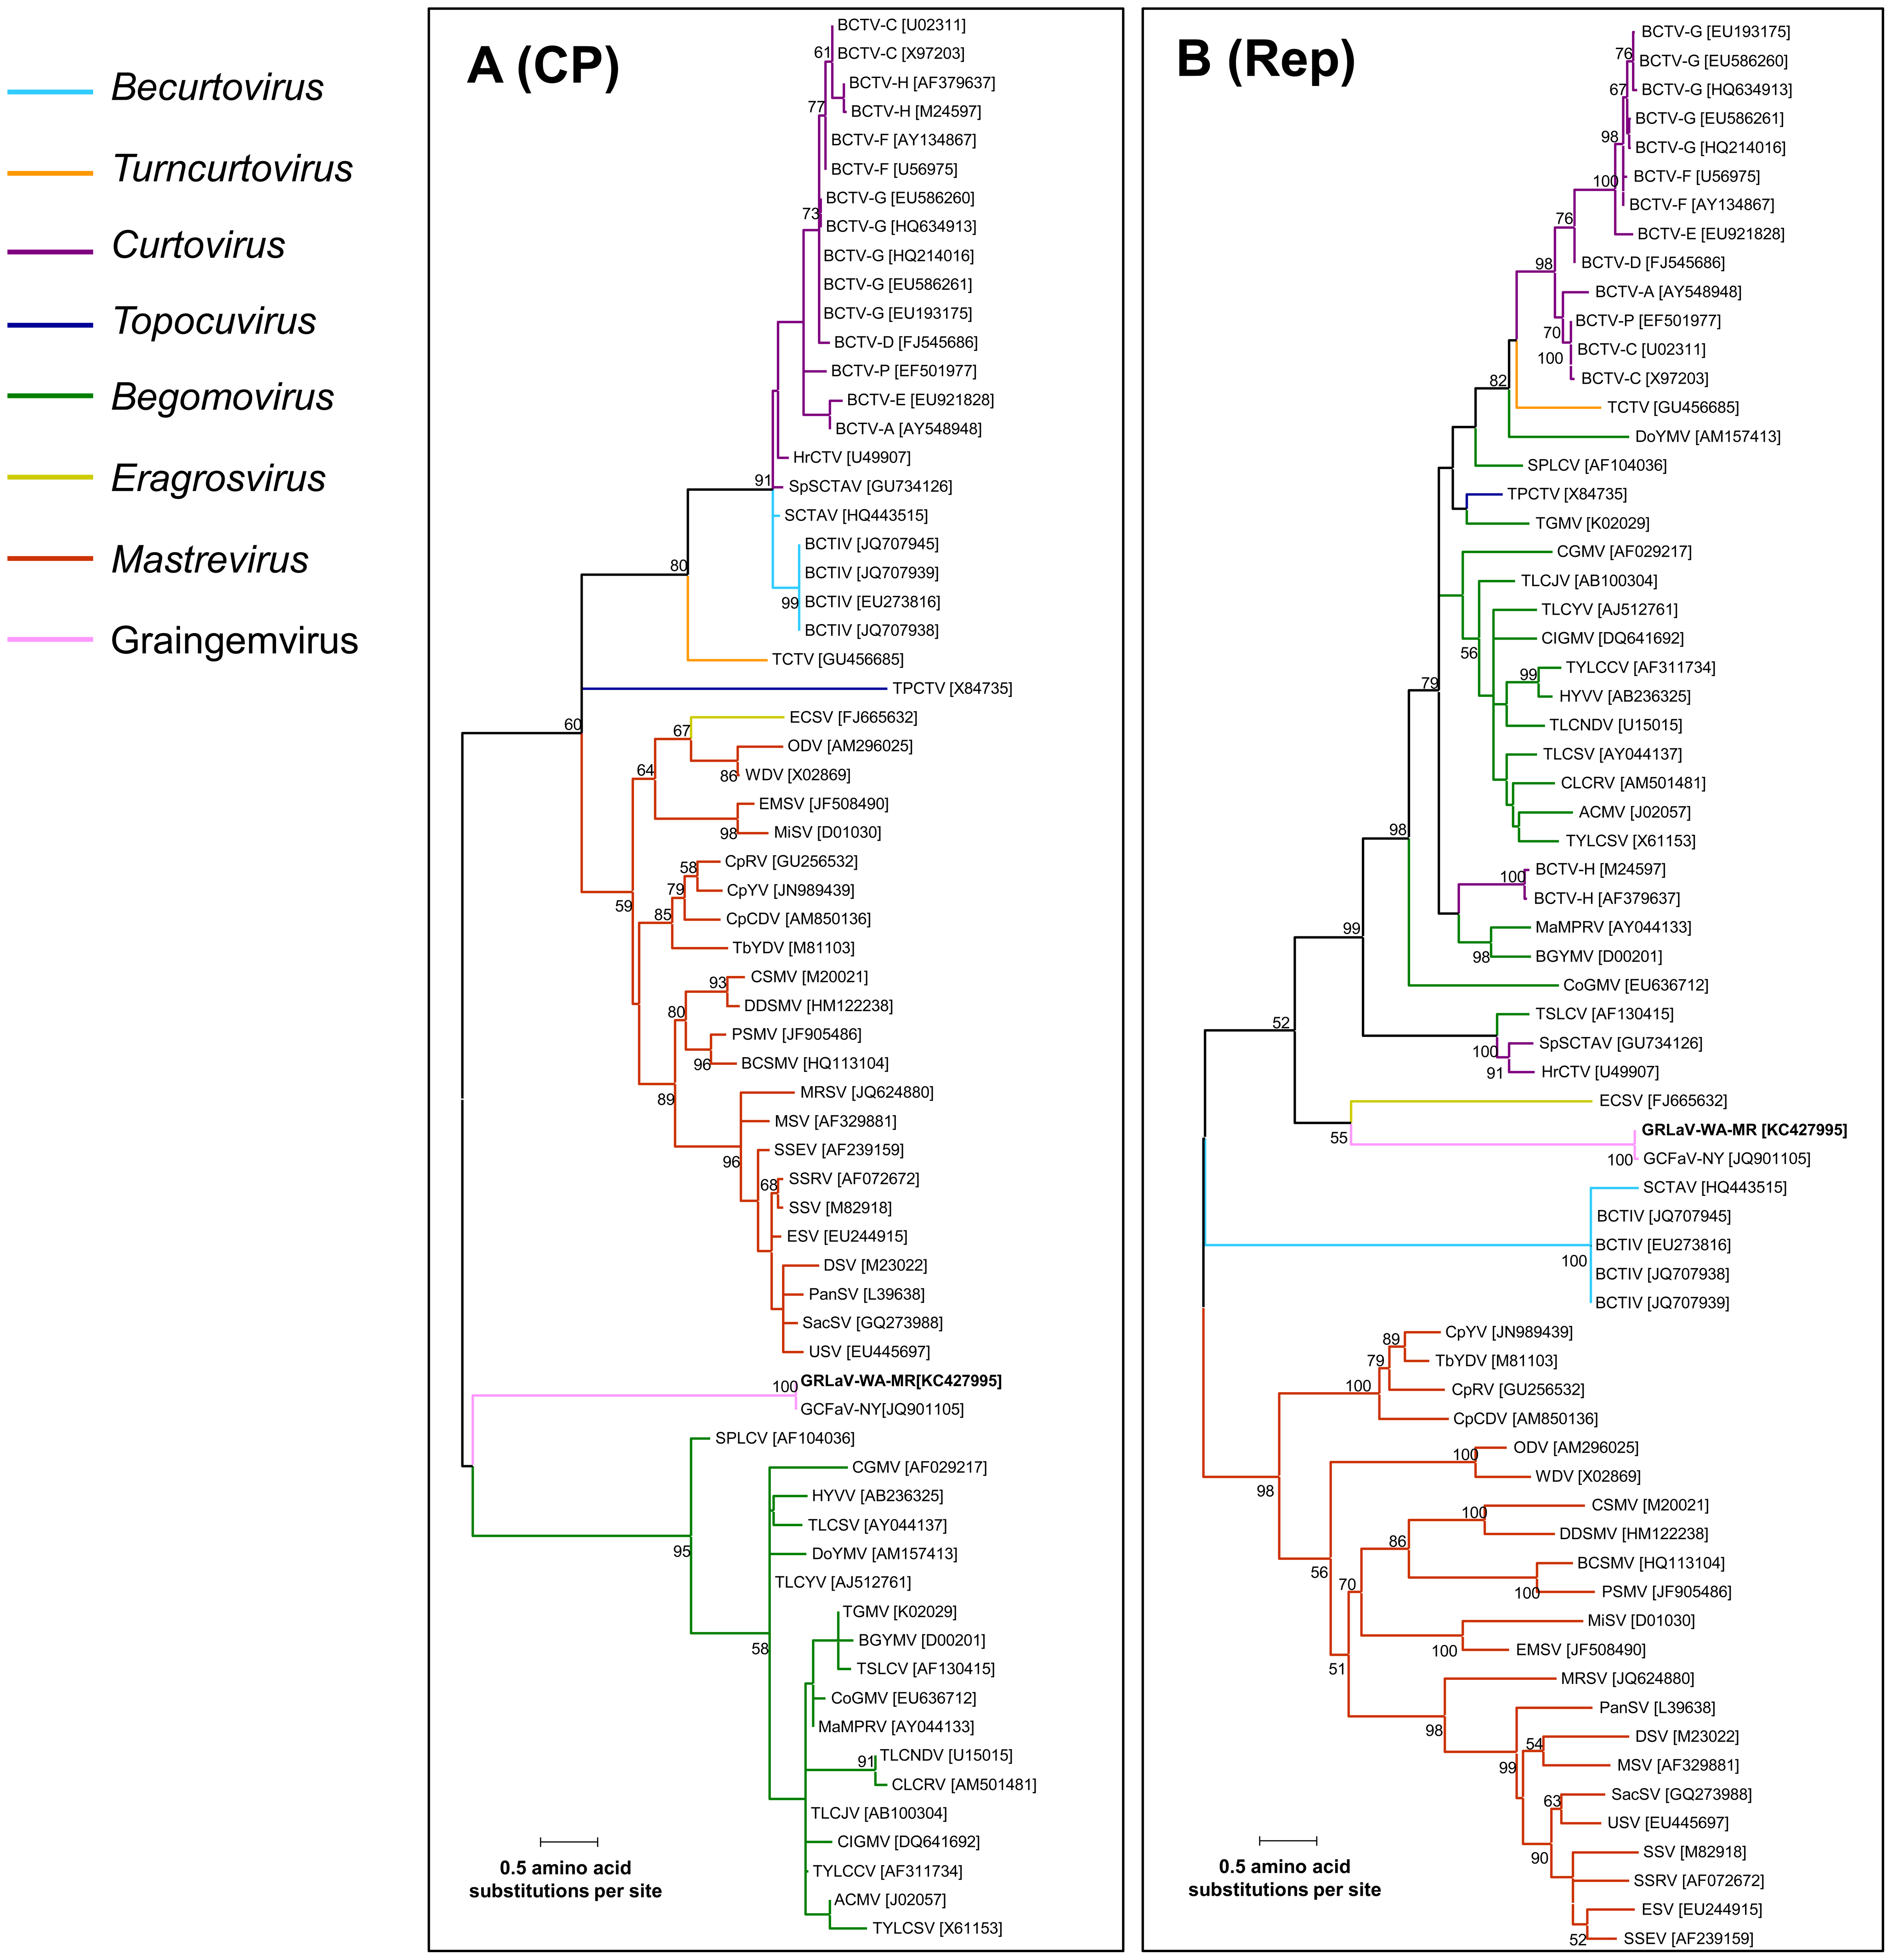 Becurtovirus
Turncurtovirus
Curtovirus
Topocuvirus
Begomovirus
Eragrosvirus
Mastrevirus
Graingemvirus
A (CP)
BCTV-C [U02311]
61
BCTV-C [X97203]
BCTV-H [AF379637]
77
BCTV-H [M24597]
BCTV-F [AY134867]
BCTV-F [U56975]
BCTV-G [EU586260]
73
BCTV-G [HQ634913]
BCTV-G [HQ214016]
BCTV-G [EU586261]
BCTV-G [EU193175]
BCTV-D [FJ545686]
BCTV-P [EF501977]
BCTV-E [EU921828]
BCTV-A [AY548948]
HrCTV [U49907]
91
SpSCTAV [GU734126]
SCTAV [HQ443515]
BCTIV [JQ707945]
80
BCTIV [JQ707939]
99
BCTIV [EU273816]
BCTIV [JQ707938]
TCTV [GU456685]
TPCTV [X84735]
60
ECSV [FJ665632]
67
ODV [AM296025]
64
86
WDV [X02869]
EMSV [JF508490]
98
MiSV [D01030]
CpRV [GU256532]
58
79
CpYV [JN989439]
59
85
CpCDV [AM850136]
TbYDV [M81103]
93
CSMV [M20021]
DDSMV [HM122238]
80
PSMV [JF905486]
96
BCSMV [HQ113104]
89
MRSV [JQ624880]
MSV [AF329881]
96
SSEV [AF239159]
68
SSRV [AF072672]
SSV [M82918]
ESV [EU244915]
DSV [M23022]
PanSV [L39638]
SacSV [GQ273988]
USV [EU445697]
100
GRLaV-WA-MR[KC427995]
GCFaV-NY[JQ901105]
SPLCV [AF104036]
CGMV [AF029217]
HYVV [AB236325]
TLCSV [AY044137]
95
DoYMV [AM157413]
TLCYV [AJ512761]
TGMV [K02029]
58
BGYMV [D00201]
TSLCV [AF130415]
CoGMV [EU636712]
MaMPRV [AY044133]
91
TLCNDV [U15015]
CLCRV [AM501481]
TLCJV [AB100304]
CIGMV [DQ641692]
TYLCCV [AF311734]
ACMV [J02057]
TYLCSV [X61153]
0.5 amino acid
substitutions per site
B (Rep)
BCTV-G [EU193175]
76
BCTV-G [EU586260]
67
BCTV-G [HQ634913]
BCTV-G [EU586261]
98
BCTV-G [HQ214016]
100
BCTV-F [U56975]
BCTV-F [AY134867]
76
BCTV-E [EU921828]
98
BCTV-D [FJ545686]
BCTV-A [AY548948]
BCTV-P [EF501977]
70
BCTV-C [U02311]
100
BCTV-C [X97203]
82
TCTV [GU456685]
DoYMV [AM157413]
SPLCV [AF104036]
TPCTV [X84735]
TGMV [K02029]
CGMV [AF029217]
TLCJV [AB100304]
TLCYV [AJ512761]
CIGMV [DQ641692]
56
TYLCCV [AF311734]
99
79
HYVV [AB236325]
TLCNDV [U15015]
TLCSV [AY044137]
CLCRV [AM501481]
ACMV [J02057]
98
TYLCSV [X61153]
BCTV-H [M24597]
100
BCTV-H [AF379637]
99
MaMPRV [AY044133]
98
BGYMV [D00201]
CoGMV [EU636712]
52
TSLCV [AF130415]
SpSCTAV [GU734126]
100
91
HrCTV [U49907]
ECSV [FJ665632]
55
GRLaV-WA-MR [KC427995]
100
GCFaV-NY [JQ901105]
SCTAV [HQ443515]
BCTIV [JQ707945]
BCTIV [EU273816]
100
BCTIV [JQ707938]
BCTIV [JQ707939]
89
CpYV [JN989439]
79
TbYDV [M81103]
100
CpRV [GU256532]
CpCDV [AM850136]
100
ODV [AM296025]
98
WDV [X02869]
100
CSMV [M20021]
DDSMV [HM122238]
86
BCSMV [HQ113104]
56
70
100
PSMV [JF905486]
MiSV [D01030]
100
EMSV [JF508490]
51
MRSV [JQ624880]
98
PanSV [L39638]
54
DSV [M23022]
99
MSV [AF329881]
63
SacSV [GQ273988]
USV [EU445697]
90
SSV [M82918]
SSRV [AF072672]
ESV [EU244915]
52
SSEV [AF239159]
0.5 amino acid
substitutions per site